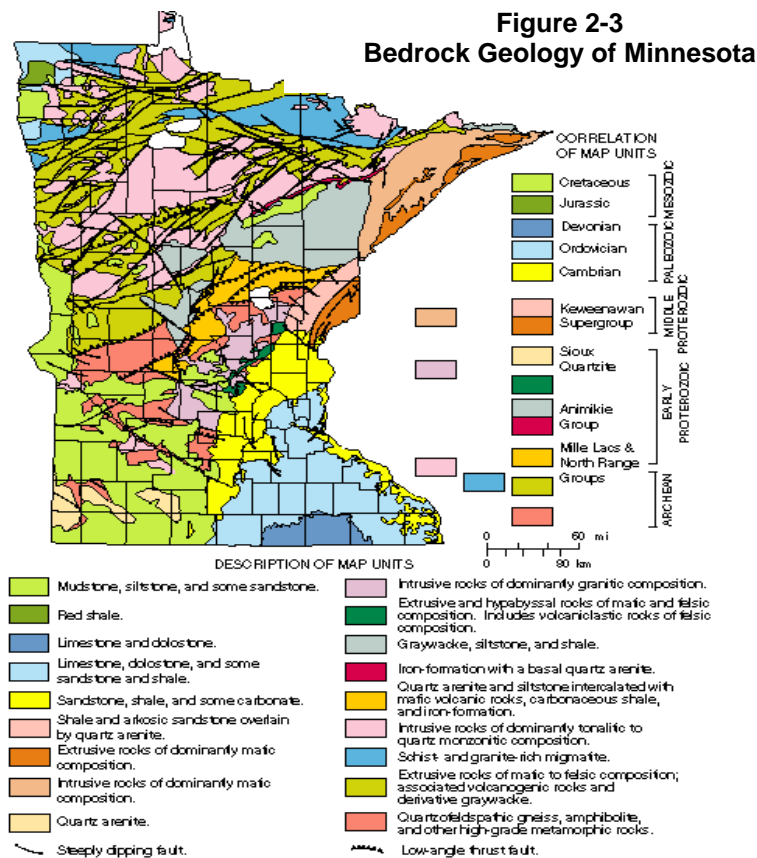 Figure 2-3
Bedrock Geology of Minnesota
CORRELATION
OF MAP UNITS
Cretaceous
Jurassic
MESOZOIC
Devonian
Ordovician
Cambrian
PALEOZOIC
Keweenawan
Supergroup
MIDDLE
PROTEROZOIC
Sioux
Quartzite
Animikie
Group
Mille Lacs &
North Range
Groups
EARLY
PROTEROZOIC
ARCHEAN
0 60 mi
0 90 km
DESCRIPTION OF MAP UNITS
Mudstone, siltstone, and some sandstone.
Red shale.
Limestone and dolostone.
Limestone, dolostone, and some
sandstone and shale.
Sandstone, shale, and some carbonate.
Shale and arkosic sandstone overlain
by quartz arenite.
Extrusive rocks of dominantly mafic
composition.
Intrusive rocks of dominantly mafic
composition.
Quartz arenite.
Steeply dipping fault.
Intrusive rocks of dominantly granitic composition.
Extrusive and hypabyssal rocks of mafic and felsic
composition. Includes volcaniclastic rocks of felsic
composition.
Graywacke, siltstone, and shale.
Iron-formation with a basal quartz arenite.
Quartz arenite and siltstone intercalated with
mafic volcanic rocks, carbonaceous shale,
and iron-formation.
Intrusive rocks of dominantly tonalitic to
quartz monzonitic composition.
Schist- and granite-rich migmatite.
Extrusive rocks of mafic to felsic composition;
associated volcanogenic rocks and
derivative graywacke.
Quartzofeldspathic gneiss, amphibolite,
and other high-grade metamorphic rocks.
Low-angle thrust fault.